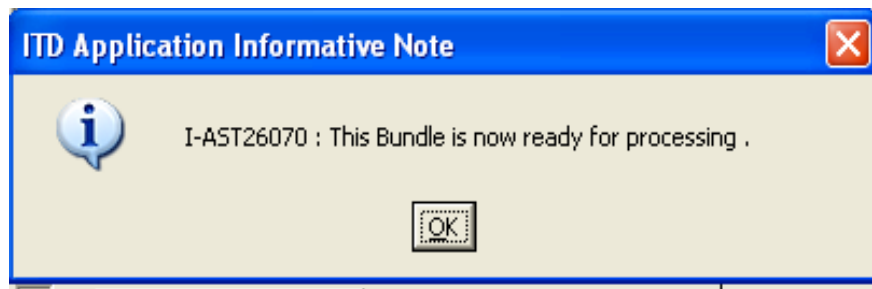 ITD Application Informative Note
I-AST26070 : This Bundle is now ready for processing .
OK